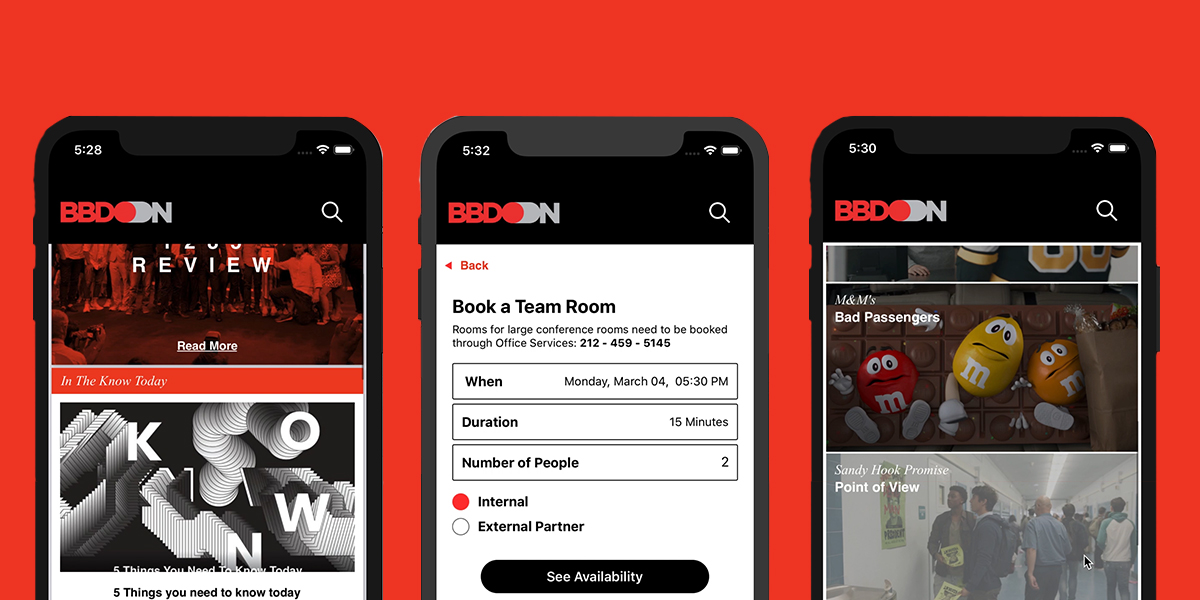 5:28
BBDOON
REVIEW
Read More
In The Know Today
K
O
N
W
5 Things You Need To Know Today
5 Things you need to know today
5:32
BBDOON
Back
Book a Team Room
Rooms for large conference rooms need to be booked
through Office Services: 212 - 459 - 5145
When Monday, March 04, 05:30 PM
Duration 15 Minutes
Number of People 2
Internal
External Partner
See Availability
5:30
BBDOON
M&M's
Bad Passengers
m
m
m
Sandy Hook Promise
Point of View